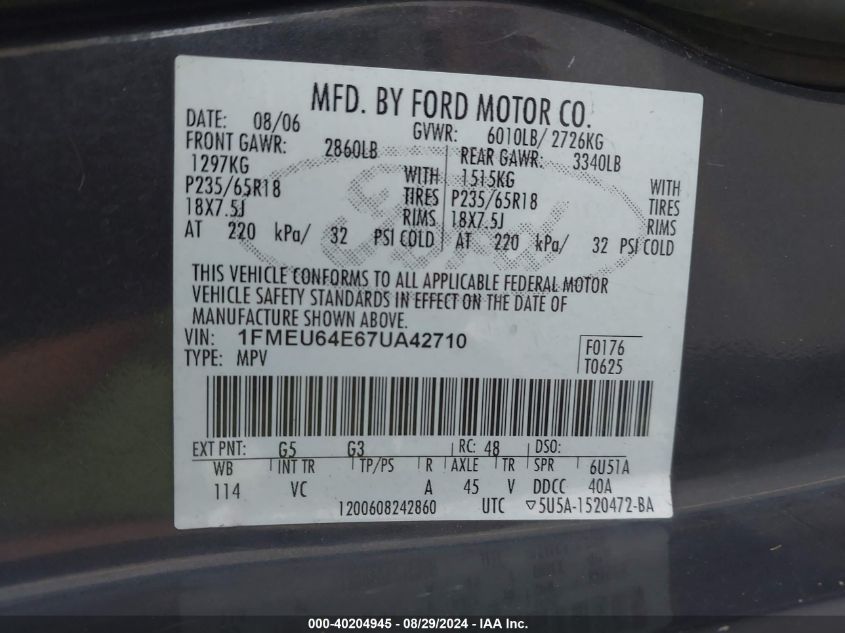 MFD. BY FORD MOTOR CO.
DATE: 08/06 GVWR: 6010LB/ 2726KG
FRONT GAWR: 2860LB REAR GAWR: 3340LB
1297KG WITH 1515KG WITH
P235/65R18 TIRES P235/65R18 TIRES
18X7.5J RIMS 18X7.5J RIMS
AT 220 kPa/ 32 PSI COLD AT 220 kPa/ 32 PSI COLD
Ford
THIS VEHICLE CONFORMS TO ALL APPLICABLE FEDERAL MOTOR
VEHICLE SAFETY STANDARDS IN EFFECT ON THE DATE OF
MANUFACTURE SHOWN ABOVE.
VIN: 1FMEU64E67UA42710
TYPE: MPV
F0176
T0625
EXT PNT: G5 G3 RC: 48 DSO:
WB INT TR TP/PS R AXLE TR SPR 6U51A
114 VC A 45 V DDCC 40A
1200608242860 UTC ▽5U5A-1520472-BA
000-40204945 - 08/29/2024 - IAA Inc.